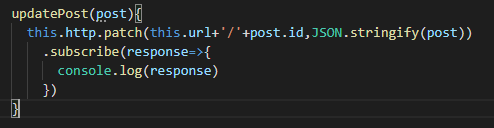 updatePost(post){
  this.http.patch(this.url+'/'+post.id,JSON.stringify(post))
    .subscribe(response=>{
      console.log(response)
    })
}